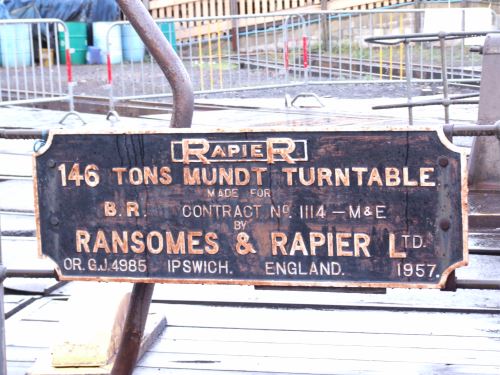 RAPIER
146 TONS MUNDT TURNTABLE
MADE FOR
B.R. CONTRACT No. 1114 - M&E
BY
RANSOMES & RAPIER LTD.
OR.G.J.4985 IPSWICH. ENGLAND. 1957.